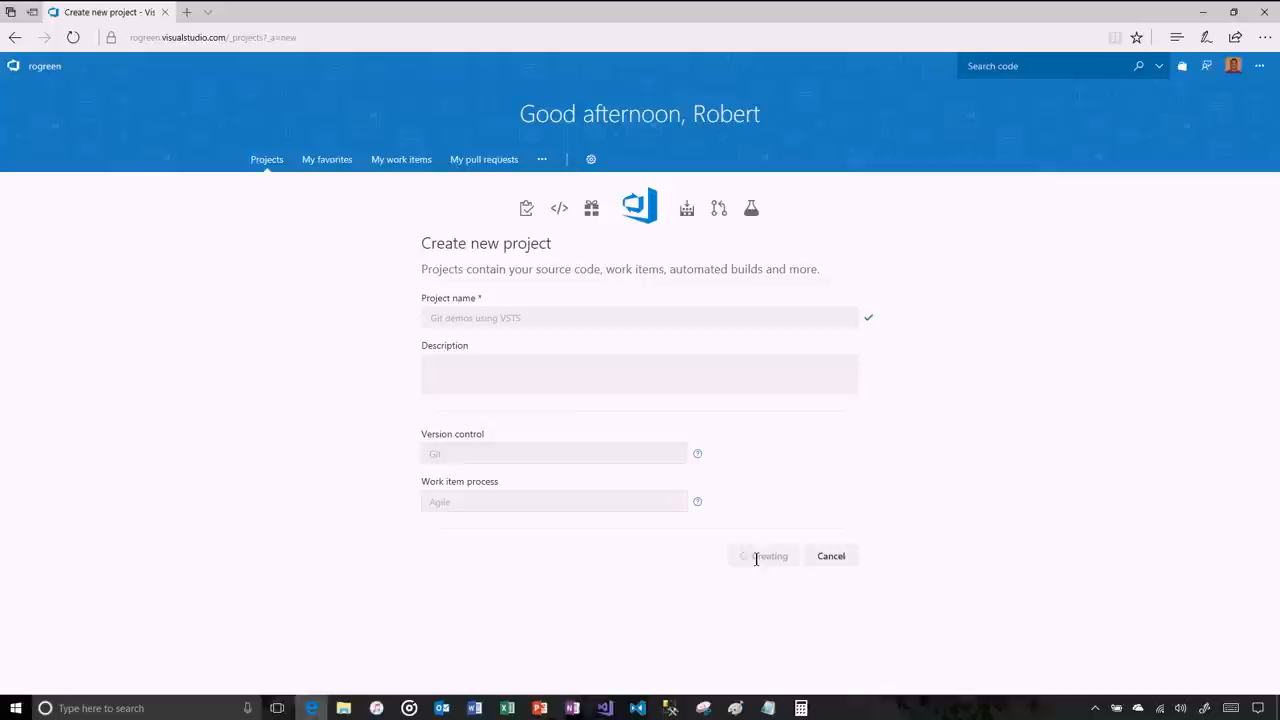 Create new project - Vis
rogreen.visualstudio.com/_projects?_a=new
rogreen
Search code
Good afternoon, Robert
Projects My favorites My work items My pull requests
Create new project
Projects contain your source code, work items, automated builds and more.
Project name *
Git demos using VSTS
Description
Version control
Git
Work item process
Agile
Creating Cancel
Type here to search